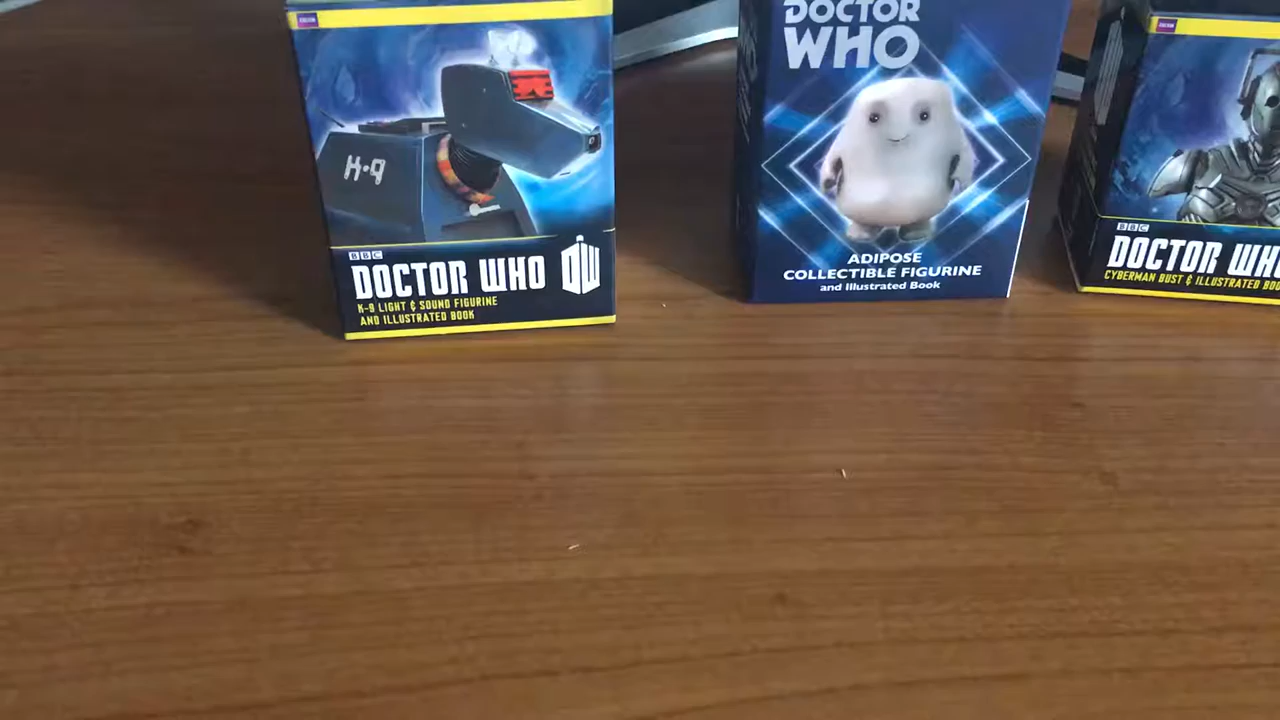 K·9
BBC
DOCTOR WHO
DW
K-9 LIGHT & SOUND FIGURINE
AND ILLUSTRATED BOOK
DOCTOR
WHO
ADIPOSE
COLLECTIBLE FIGURINE
and Illustrated Book
BBC
DOCTOR WHO
CYBERMAN BUST & ILLUSTRATED BOO